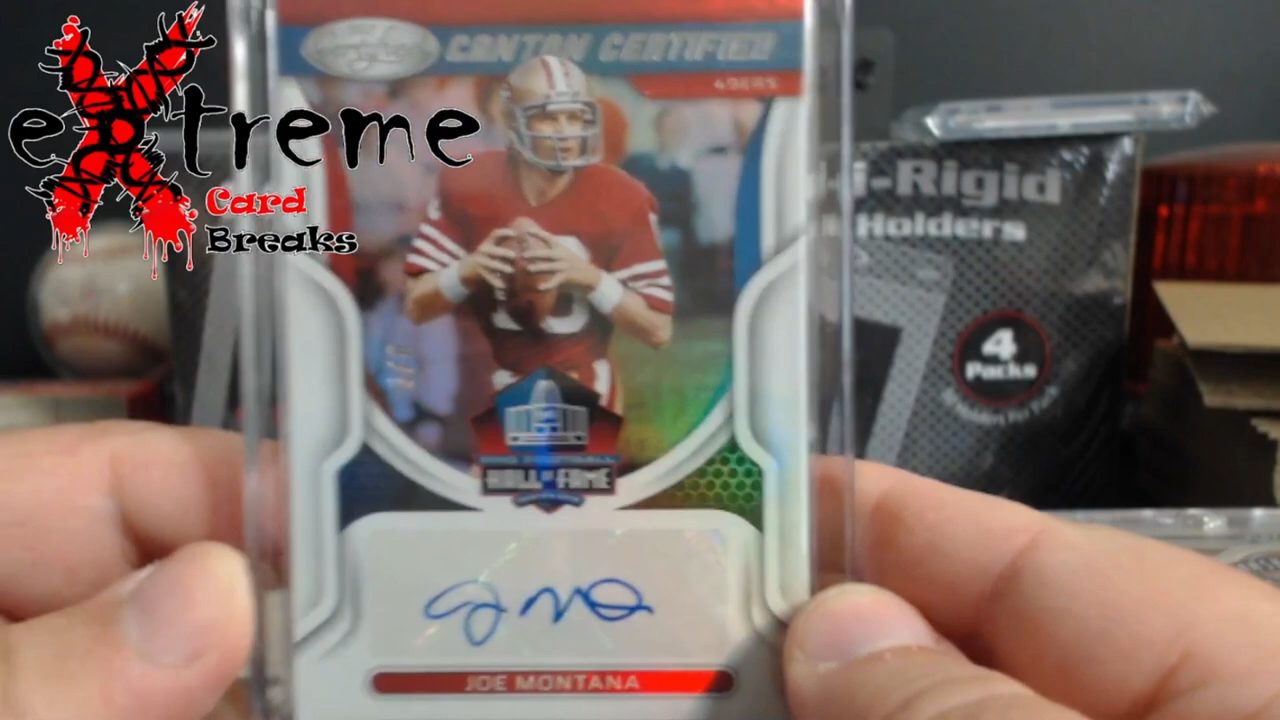 eXtreme
Card
Breaks
CANTON CERTIFIED
49ERS
i-Rigid
Holders
4
Packs
HALL OF FAME
JOE MONTANA